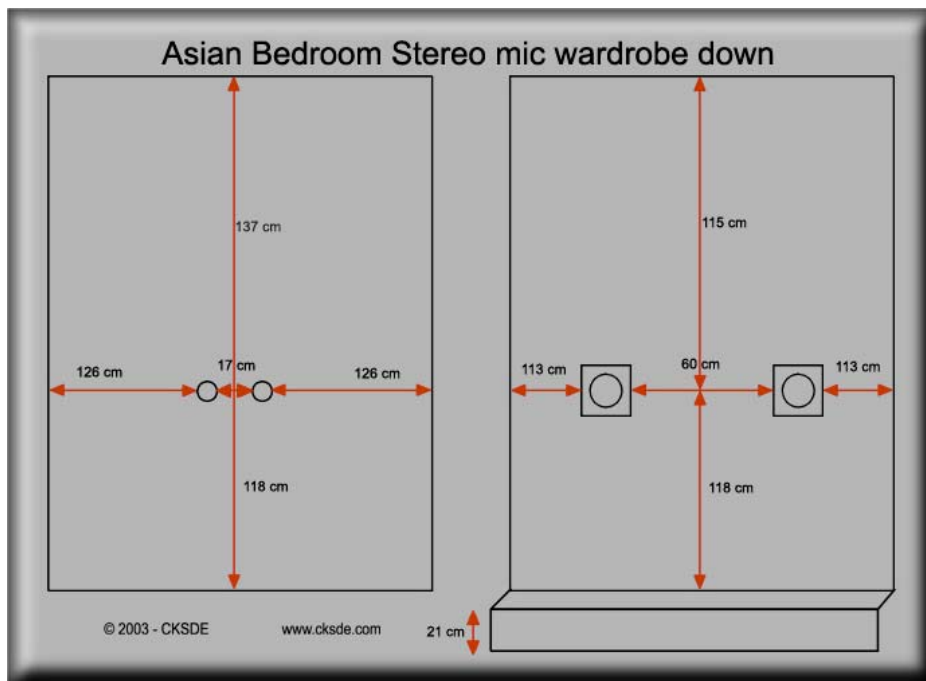 Asian Bedroom Stereo mic wardrobe down
137 cm
115 cm
126 cm
17 cm
126 cm
113 cm
60 cm
113 cm
118 cm
118 cm
© 2003 - CKSDE
www.cksde.com
21 cm